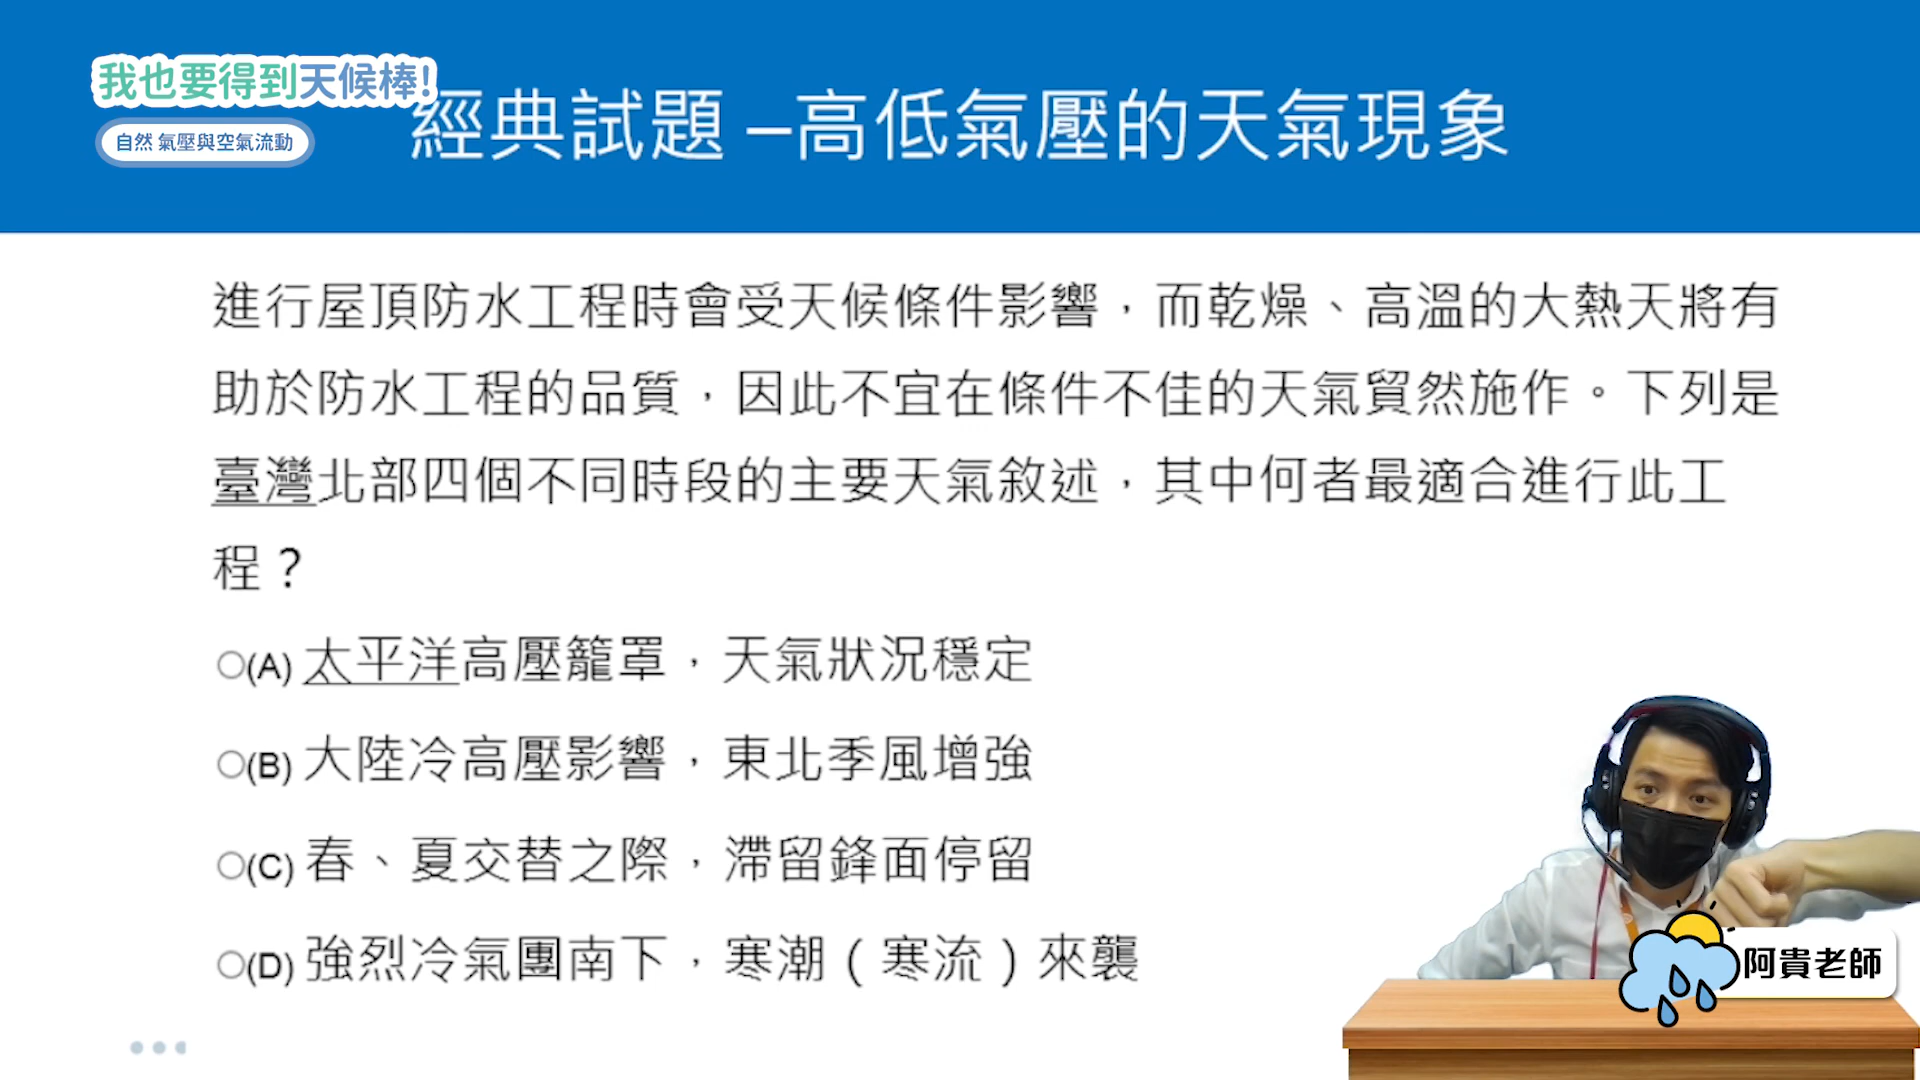 我也要得到天候棒!
自然 氣壓與空氣流動
經典試題 –高低氣壓的天氣現象
進行屋頂防水工程時會受天候條件影響，而乾燥、高溫的大熱天將有
助於防水工程的品質，因此不宜在條件不佳的天氣貿然施作。下列是
臺灣北部四個不同時段的主要天氣敘述，其中何者最適合進行此工
程？
(A) 太平洋高壓籠罩，天氣狀況穩定
(B) 大陸冷高壓影響，東北季風增強
(C) 春、夏交替之際，滯留鋒面停留
(D) 強烈冷氣團南下，寒潮（寒流）來襲
阿貴老師